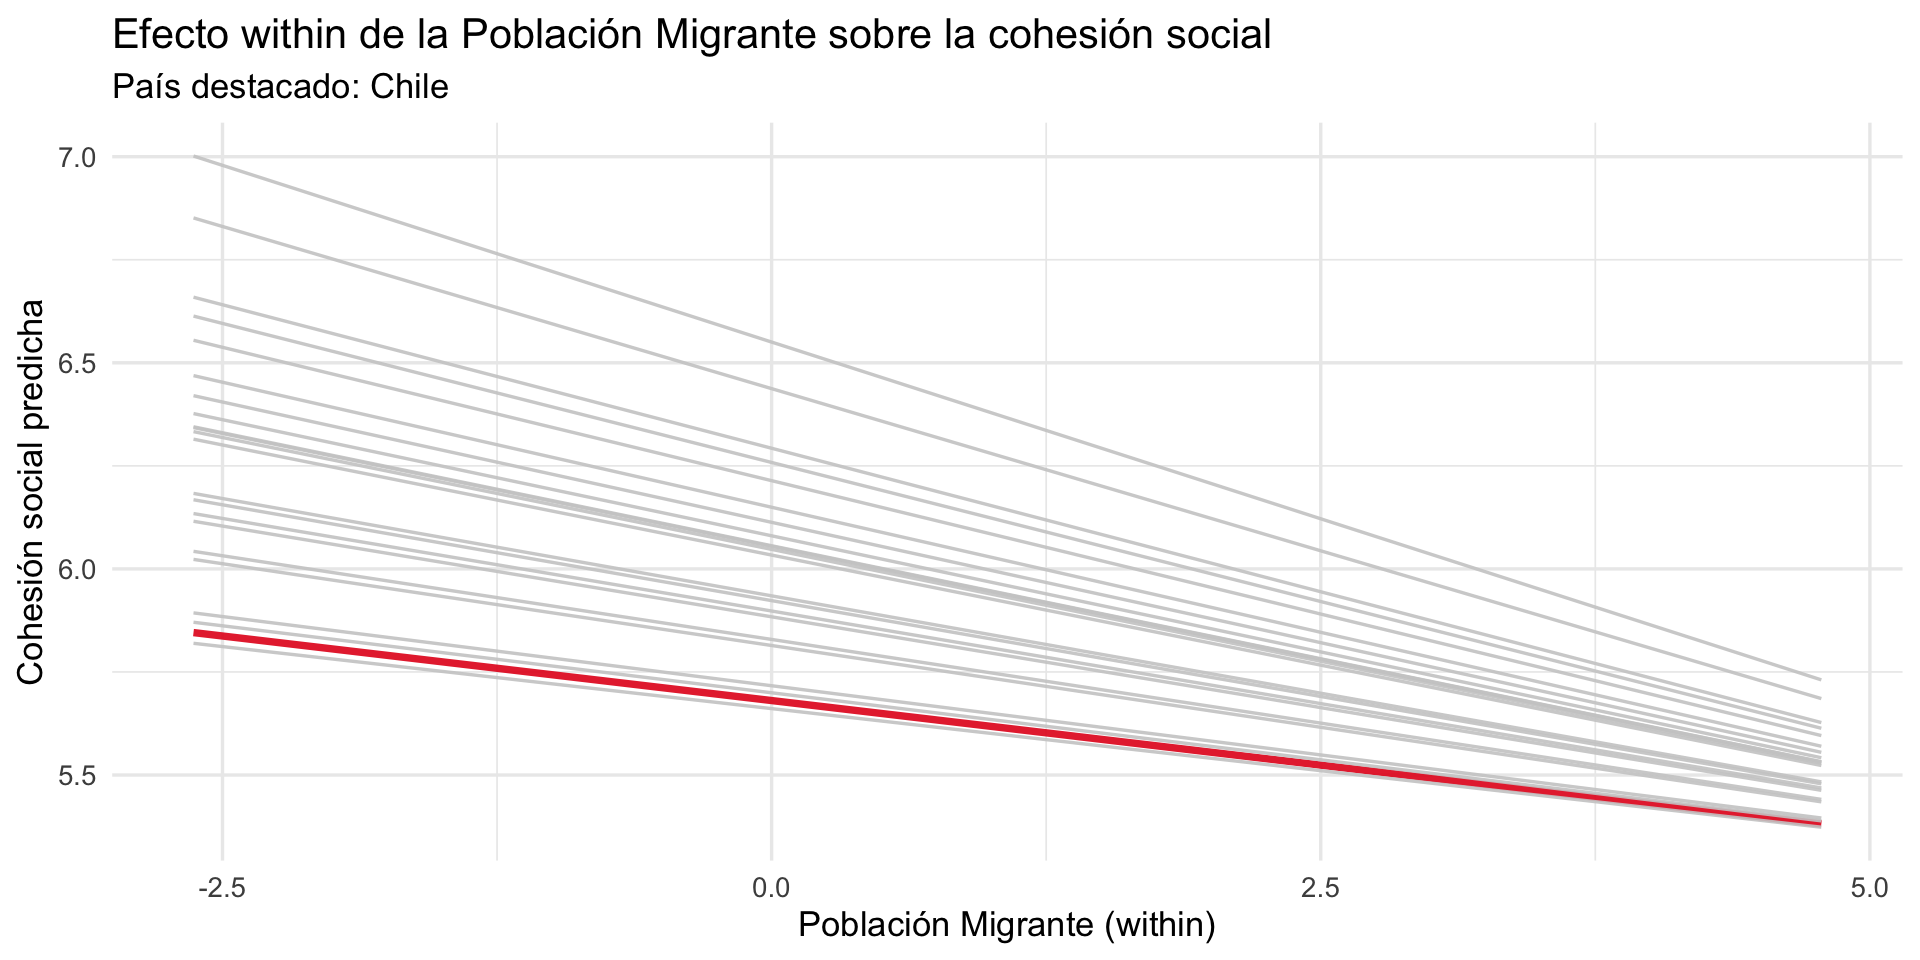 Efecto within de la Población Migrante sobre la cohesión social
País destacado: Chile
Cohesión social predicha
7.0
6.5
6.0
5.5
-2.5
0.0
2.5
5.0
Población Migrante (within)